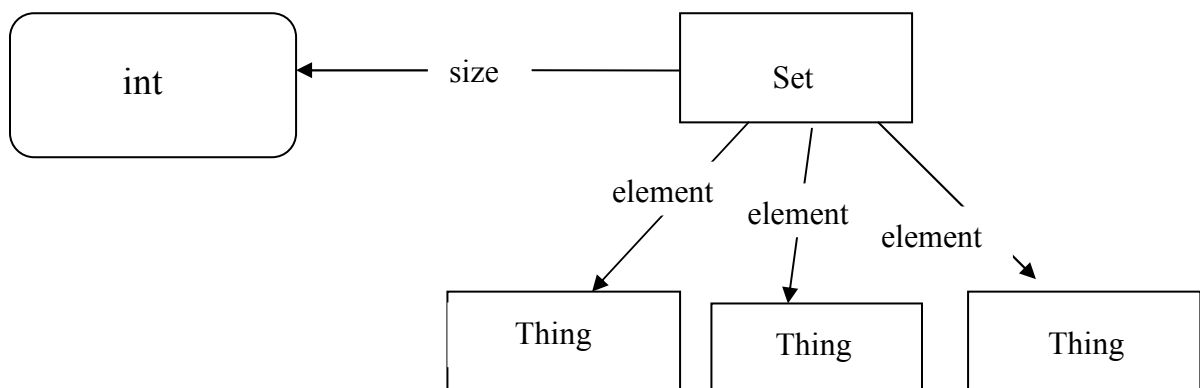 int
size
Set
element
element
element
Thing
Thing
Thing